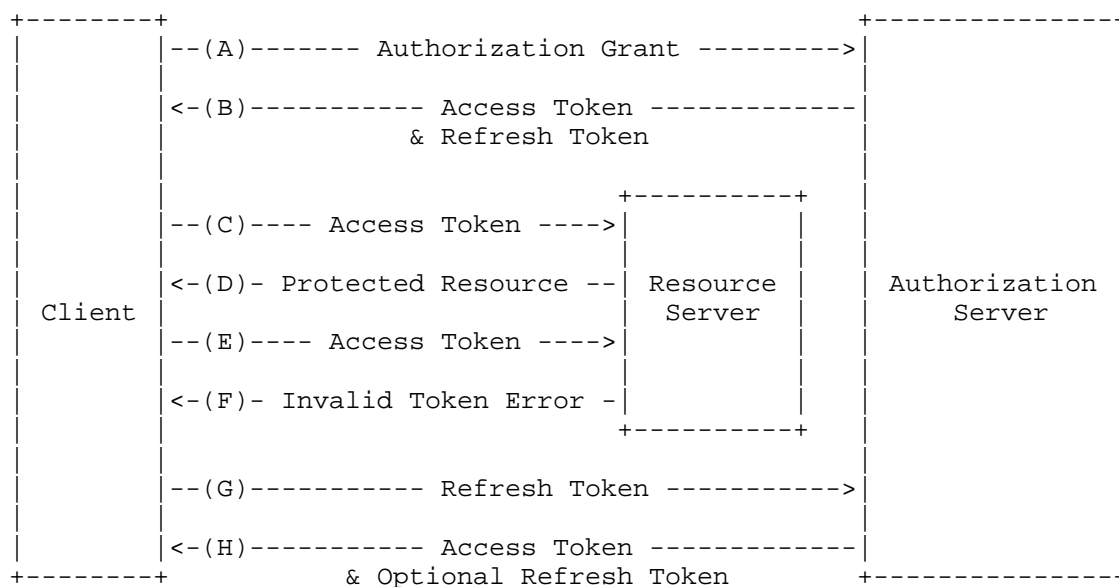 +--------+                                           +---------------
|        |--(A)------- Authorization Grant --------->|
|        |                                           |
|        |<-(B)----------- Access Token -------------|
|        |               & Refresh Token             |
|        |                                           |
|        |                            +----------+   |
|        |--(C)---- Access Token ---->|          |   |
|        |                            |          |   |
|        |<-(D)- Protected Resource --| Resource |   | Authorization
| Client |                            |  Server  |   |     Server
|        |--(E)---- Access Token ---->|          |   |
|        |                            |          |   |
|        |<-(F)- Invalid Token Error -|          |   |
|        |                            +----------+   |
|        |                                           |
|        |--(G)----------- Refresh Token ----------->|
|        |                                           |
|        |<-(H)----------- Access Token -------------|
+--------+           & Optional Refresh Token        +---------------